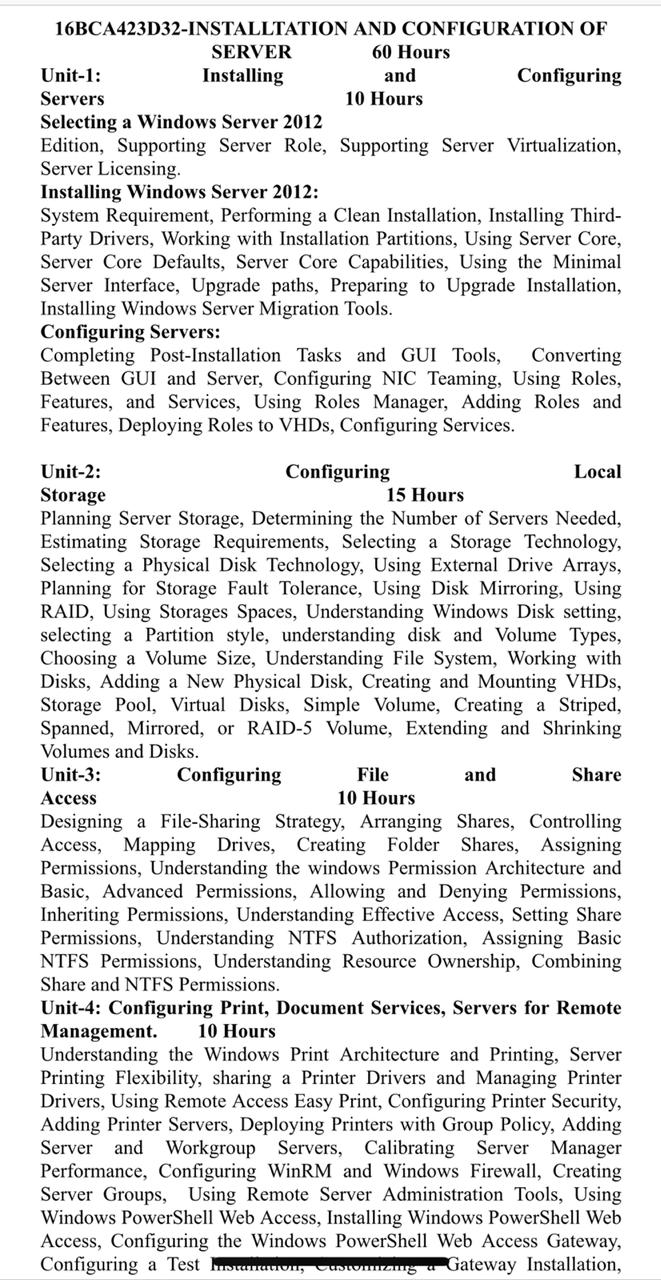 16BCA423D32-INSTALLTATION AND CONFIGURATION OF
SERVER 60 Hours
Unit-1: Installing and Configuring
Servers 10 Hours
Selecting a Windows Server 2012
Edition, Supporting Server Role, Supporting Server Virtualization,
Server Licensing.
Installing Windows Server 2012:
System Requirement, Performing a Clean Installation, Installing Third-
Party Drivers, Working with Installation Partitions, Using Server Core,
Server Core Defaults, Server Core Capabilities, Using the Minimal
Server Interface, Upgrade paths, Preparing to Upgrade Installation,
Installing Windows Server Migration Tools.
Configuring Servers:
Completing Post-Installation Tasks and GUI Tools, Converting
Between GUI and Server, Configuring NIC Teaming, Using Roles,
Features, and Services, Using Roles Manager, Adding Roles and
Features, Deploying Roles to VHDs, Configuring Services.
Unit-2: Configuring Local
Storage 15 Hours
Planning Server Storage, Determining the Number of Servers Needed,
Estimating Storage Requirements, Selecting a Storage Technology,
Selecting a Physical Disk Technology, Using External Drive Arrays,
Planning for Storage Fault Tolerance, Using Disk Mirroring, Using
RAID, Using Storages Spaces, Understanding Windows Disk setting,
selecting a Partition style, understanding disk and Volume Types,
Choosing a Volume Size, Understanding File System, Working with
Disks, Adding a New Physical Disk, Creating and Mounting VHDs,
Storage Pool, Virtual Disks, Simple Volume, Creating a Striped,
Spanned, Mirrored, or RAID-5 Volume, Extending and Shrinking
Volumes and Disks.
Unit-3: Configuring File and Share
Access 10 Hours
Designing a File-Sharing Strategy, Arranging Shares, Controlling
Access, Mapping Drives, Creating Folder Shares, Assigning
Permissions, Understanding the windows Permission Architecture and
Basic, Advanced Permissions, Allowing and Denying Permissions,
Inheriting Permissions, Understanding Effective Access, Setting Share
Permissions, Understanding NTFS Authorization, Assigning Basic
NTFS Permissions, Understanding Resource Ownership, Combining
Share and NTFS Permissions.
Unit-4: Configuring Print, Document Services, Servers for Remote
Management. 10 Hours
Understanding the Windows Print Architecture and Printing, Server
Printing Flexibility, sharing a Printer Drivers and Managing Printer
Drivers, Using Remote Access Easy Print, Configuring Printer Security,
Adding Printer Servers, Deploying Printers with Group Policy, Adding
Server and Workgroup Servers, Calibrating Server Manager
Performance, Configuring WinRM and Windows Firewall, Creating
Server Groups, Using Remote Server Administration Tools, Using
Windows PowerShell Web Access, Installing Windows PowerShell Web
Access, Configuring the Windows PowerShell Web Access Gateway,
Configuring a Test Installation, Customizing a Gateway Installation,